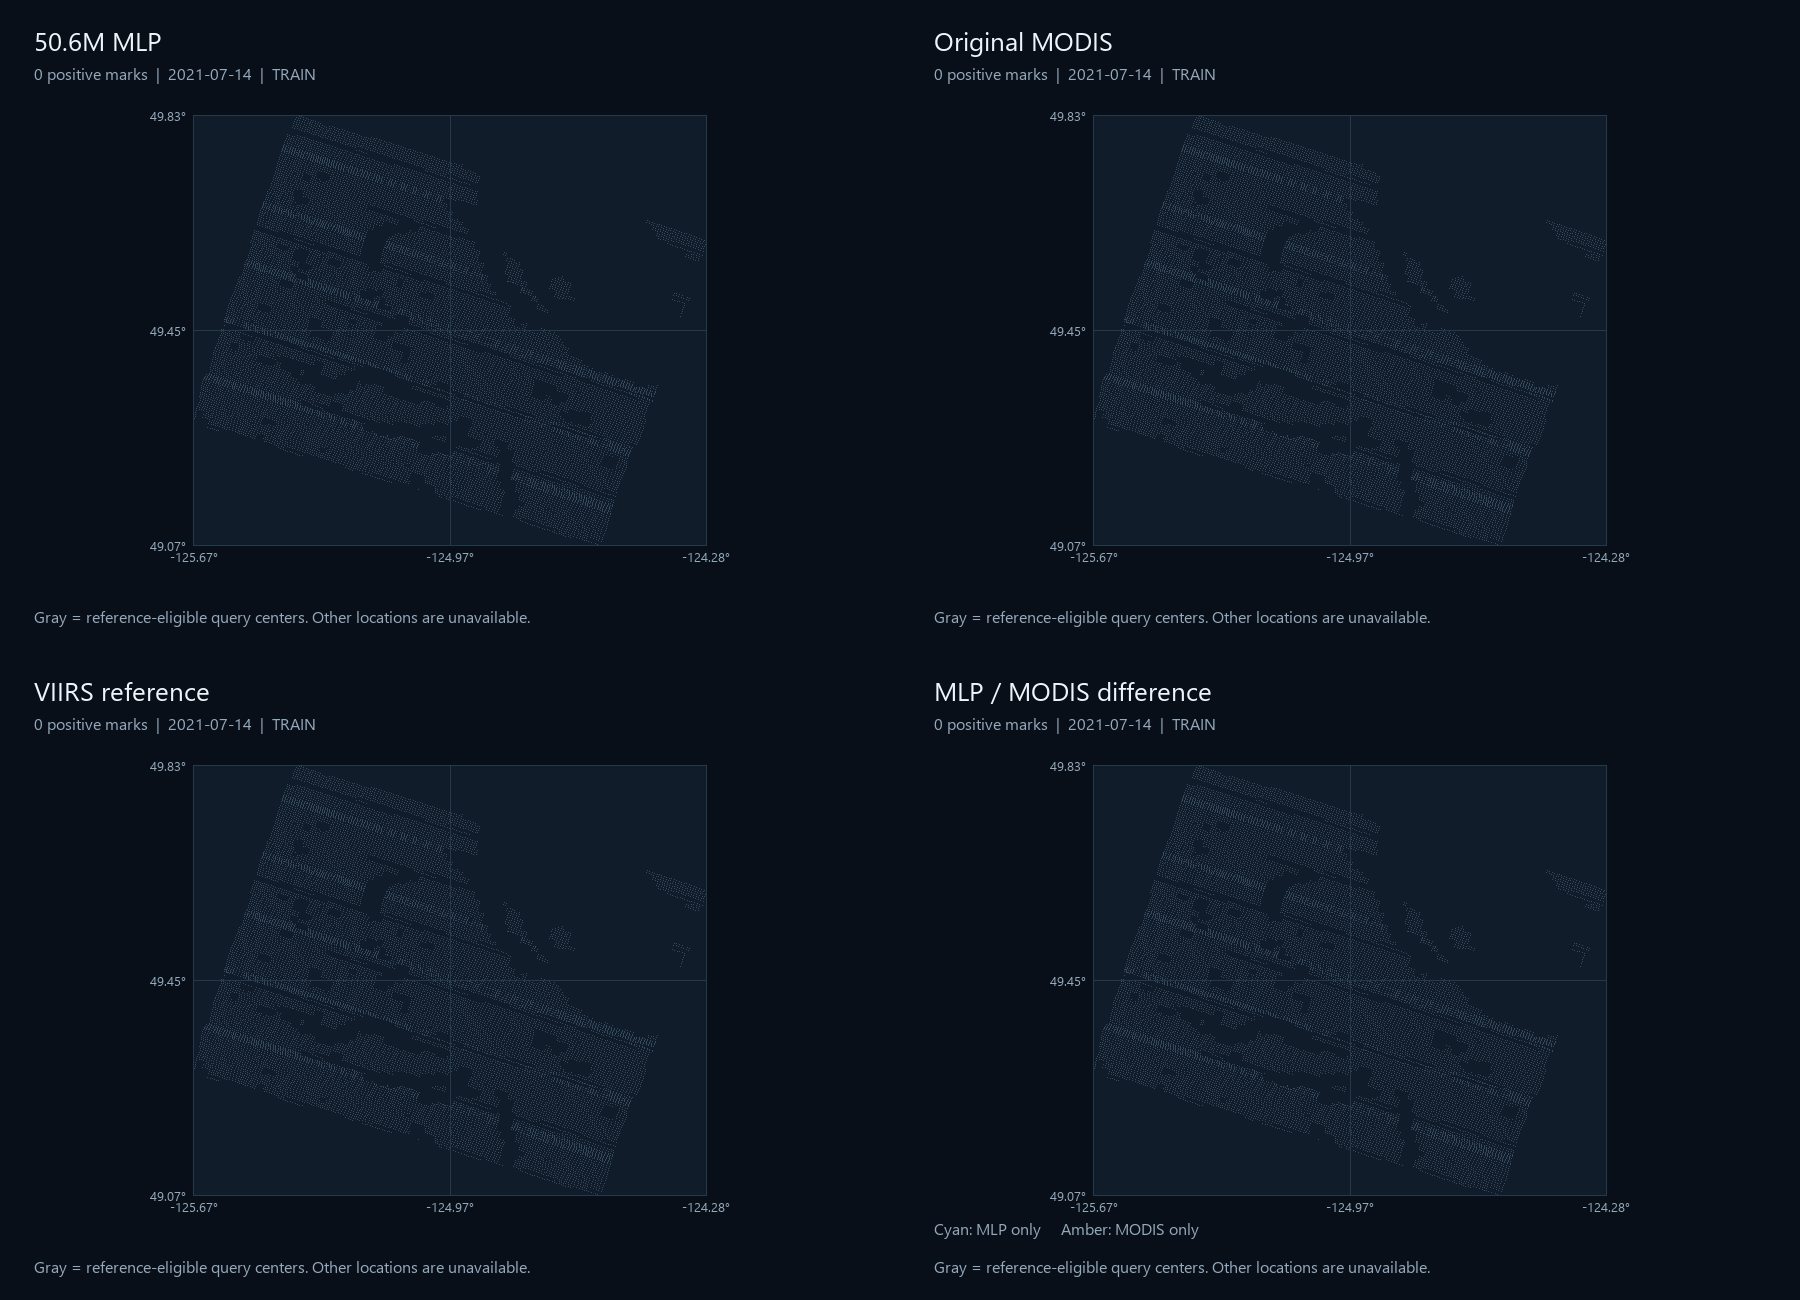 50.6M MLP
0 positive marks | 2021-07-14 | TRAIN
49.83°
49.45°
49.07°
-125.67°
-124.97°
-124.28°
Gray = reference-eligible query centers. Other locations are unavailable.
Original MODIS
0 positive marks | 2021-07-14 | TRAIN
49.83°
49.45°
49.07°
-125.67°
-124.97°
-124.28°
Gray = reference-eligible query centers. Other locations are unavailable.
VIIRS reference
0 positive marks | 2021-07-14 | TRAIN
49.83°
49.45°
49.07°
-125.67°
-124.97°
-124.28°
Gray = reference-eligible query centers. Other locations are unavailable.
MLP / MODIS difference
0 positive marks | 2021-07-14 | TRAIN
49.83°
49.45°
49.07°
-125.67°
-124.97°
-124.28°
Cyan: MLP only Amber: MODIS only
Gray = reference-eligible query centers. Other locations are unavailable.